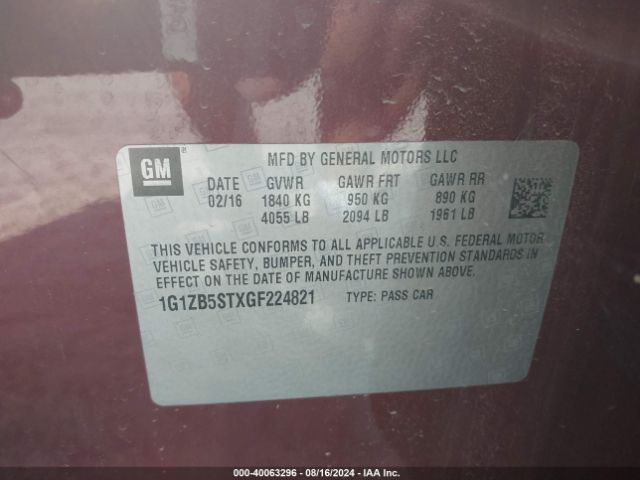 GM
MFD BY GENERAL MOTORS LLC
DATE GVWR GAWR FRT GAWR RR
02/16 1840 KG 950 KG 890 KG
4055 LB 2094 LB 1961 LB
THIS VEHICLE CONFORMS TO ALL APPLICABLE U.S. FEDERAL MOTOR
VEHICLE SAFETY, BUMPER, AND THEFT PREVENTION STANDARDS IN
EFFECT ON THE DATE OF MANUFACTURE SHOWN ABOVE.
1G1ZB5STXGF224821 TYPE: PASS CAR
000-40063296 - 08/16/2024 - IAA Inc.